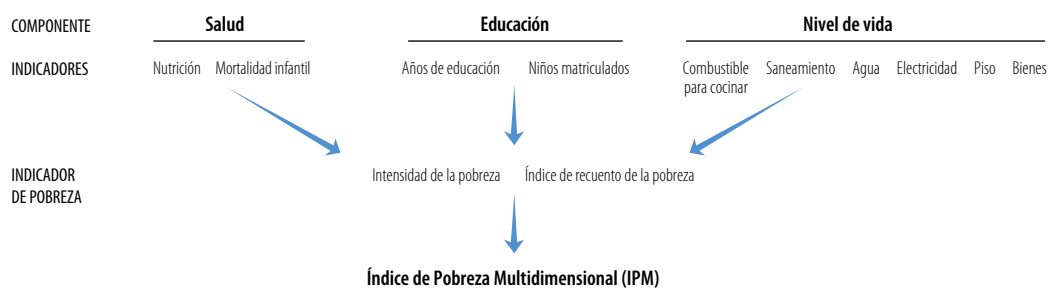 COMPONENTE Salud Educación Nivel de vida
INDICADORES Nutrición Mortalidad infantil Años de educación Niños matriculados Combustible Saneamiento Agua Electricidad Piso Bienes
para cocinar
INDICADOR Intensidad de la pobreza Índice de recuento de la pobreza
DE POBREZA
Índice de Pobreza Multidimensional (IPM)